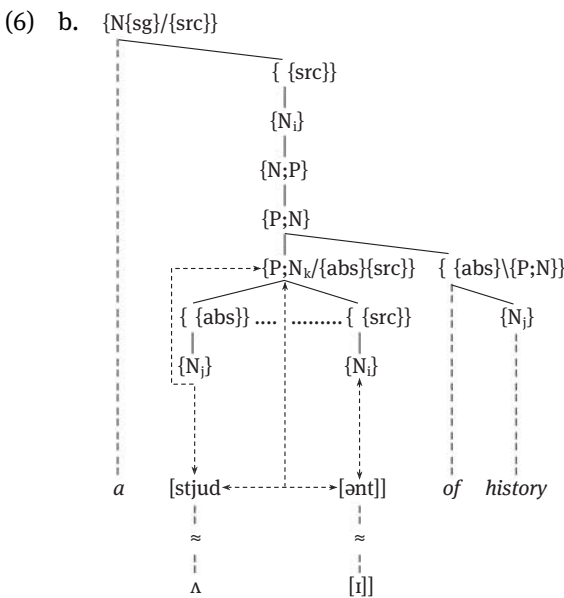 (6) b. {N{sg}/{src}}
{ {src}}
{Nᵢ}
{N;P}
{P;N}
{P;Nₖ/{abs}{src}} { {abs}\{P;N}}
{ {abs}} .... ......... { {src}} {Nⱼ}
{Nⱼ} {Nᵢ}
a [stjud [ənt]] of history
≈ ≈
ʌ [ɪ]]